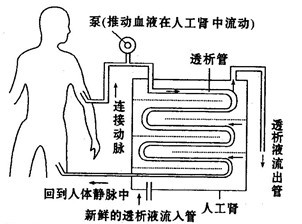 泵(推动血液在人工肾中流动)
透析管
连接动脉
透析液流出管
回到人体静脉中
人工肾
新鲜的透析液流入管